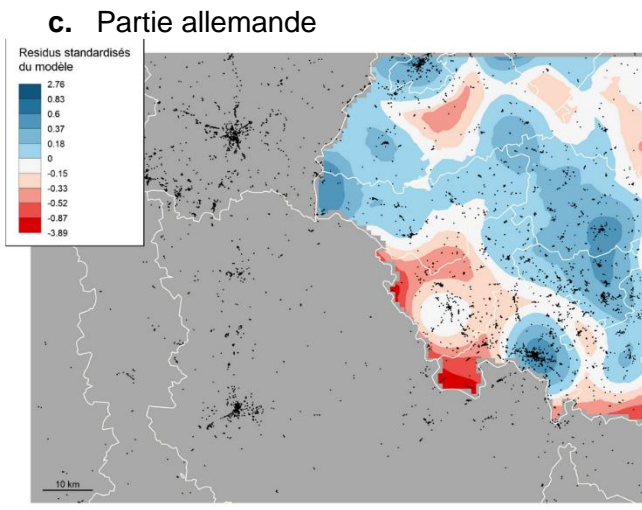 c. Partie allemande
Residus standardisés
du modèle
2.76
0.83
0.6
0.37
0.18
0
-0.15
-0.33
-0.52
-0.87
-3.89
10 km